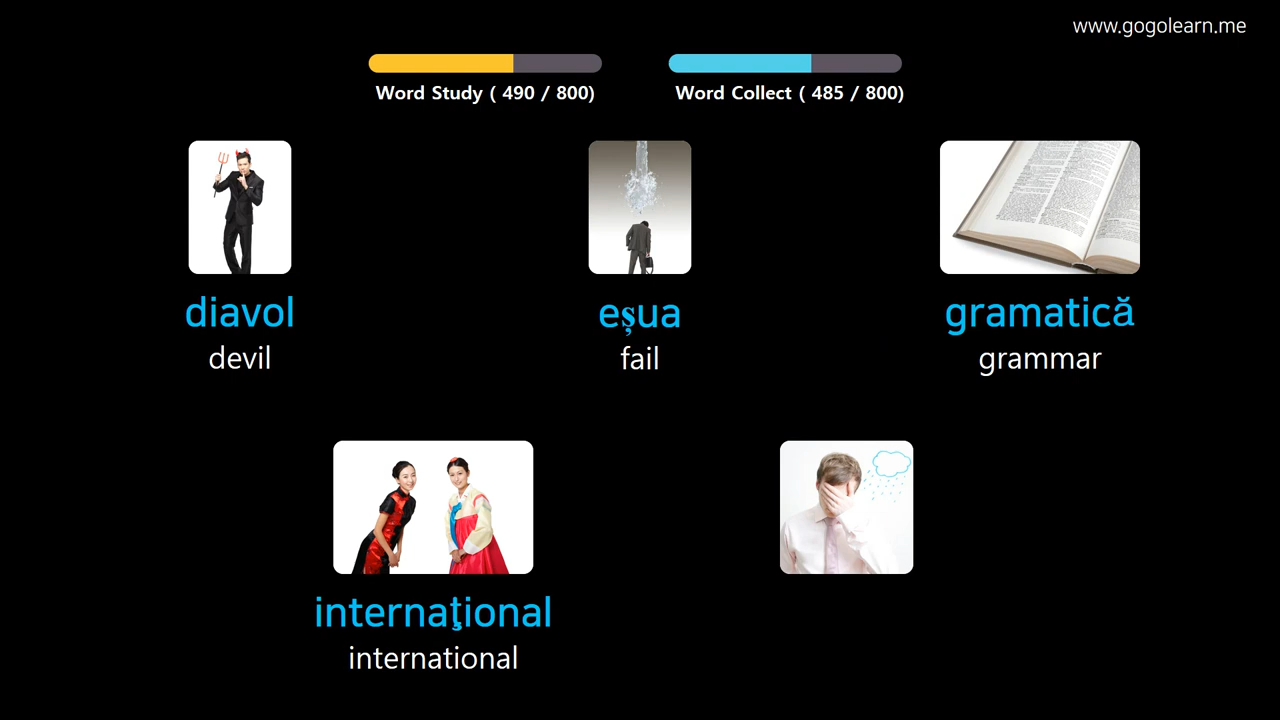 www.gogolearn.me
Word Study ( 490 / 800)
Word Collect ( 485 / 800)
diavol
devil
eșua
fail
gramatică
grammar
internaţional
international